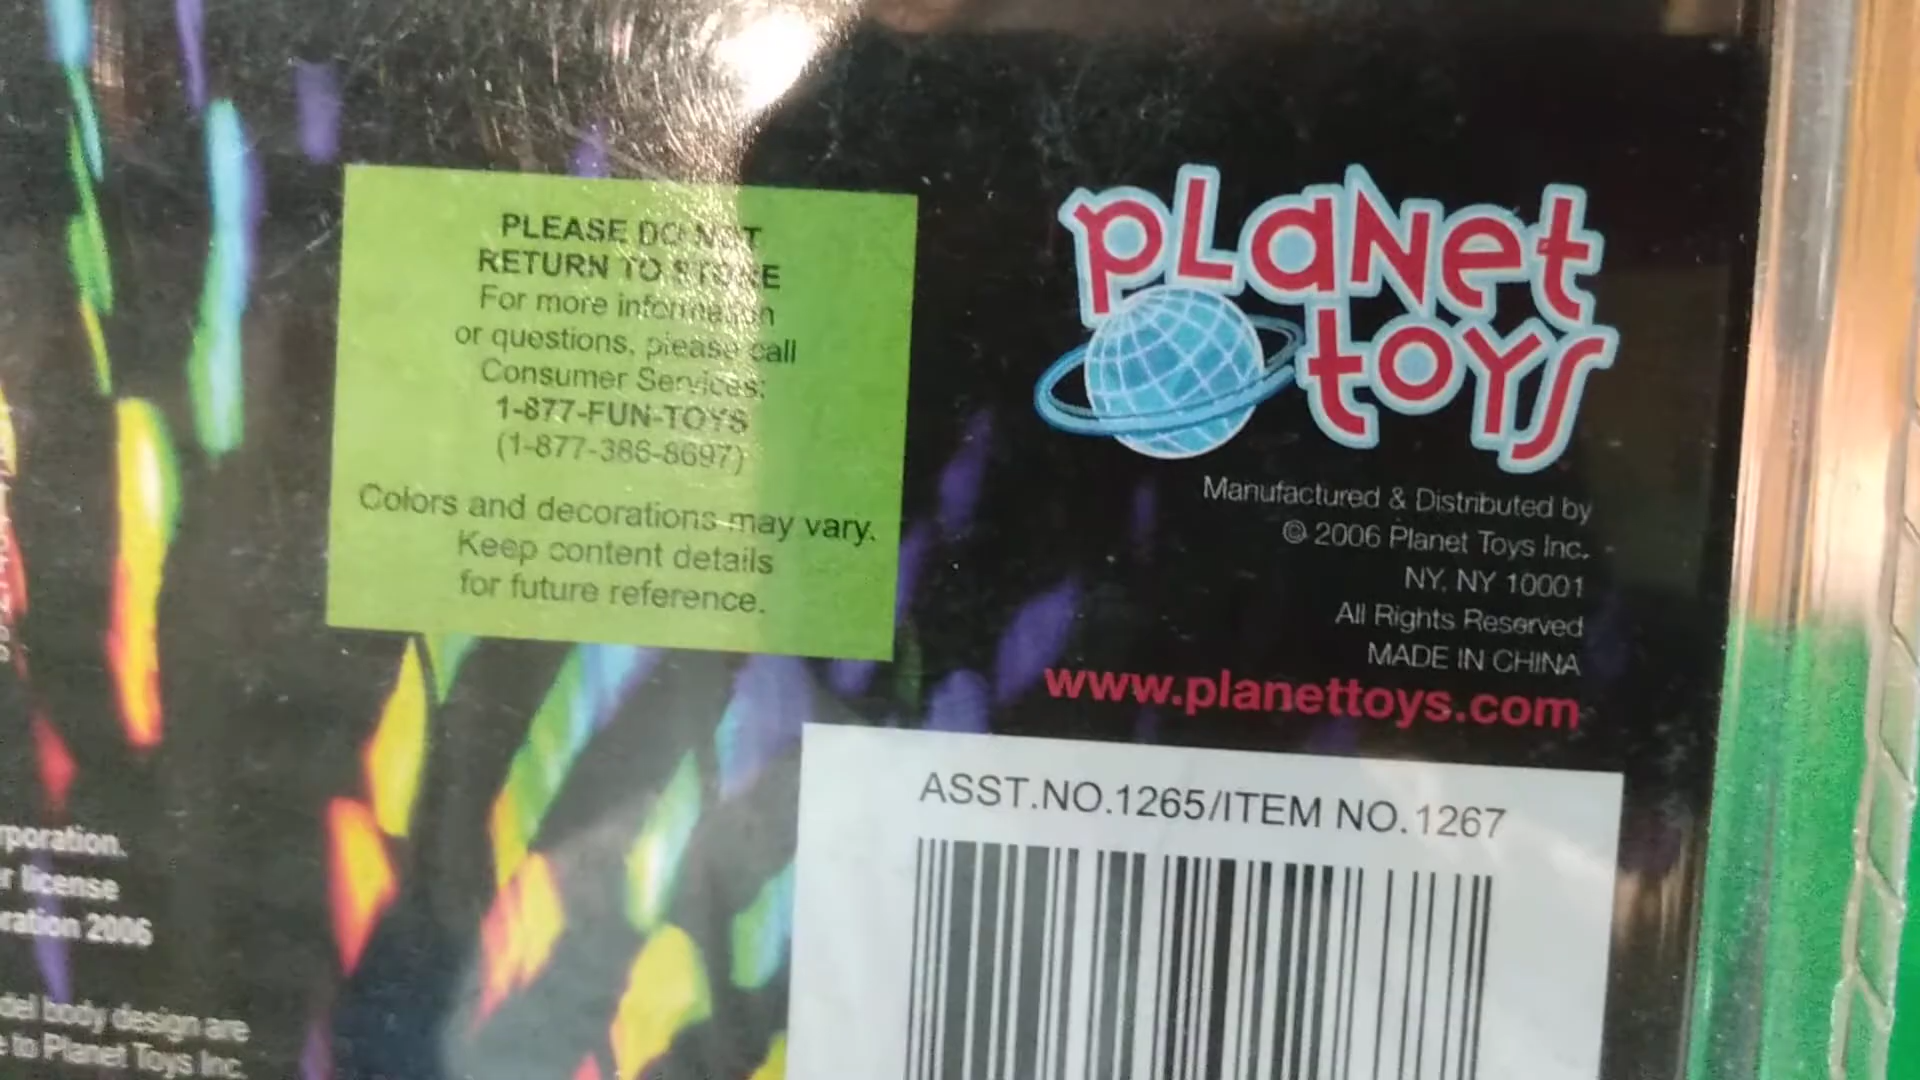 PLEASE DO NOT
RETURN TO STORE
For more information
or questions, please call
Consumer Services:
1-877-FUN-TOYS
(1-877-386-8697)
Colors and decorations may vary.
Keep content details
for future reference.
PLaNet
toys
Manufactured & Distributed by
© 2006 Planet Toys Inc.
NY, NY 10001
All Rights Reserved
MADE IN CHINA
www.planettoys.com
ASST.NO.1265/ITEM NO.1267
license
2006
body design are
to Planet Toys Inc.